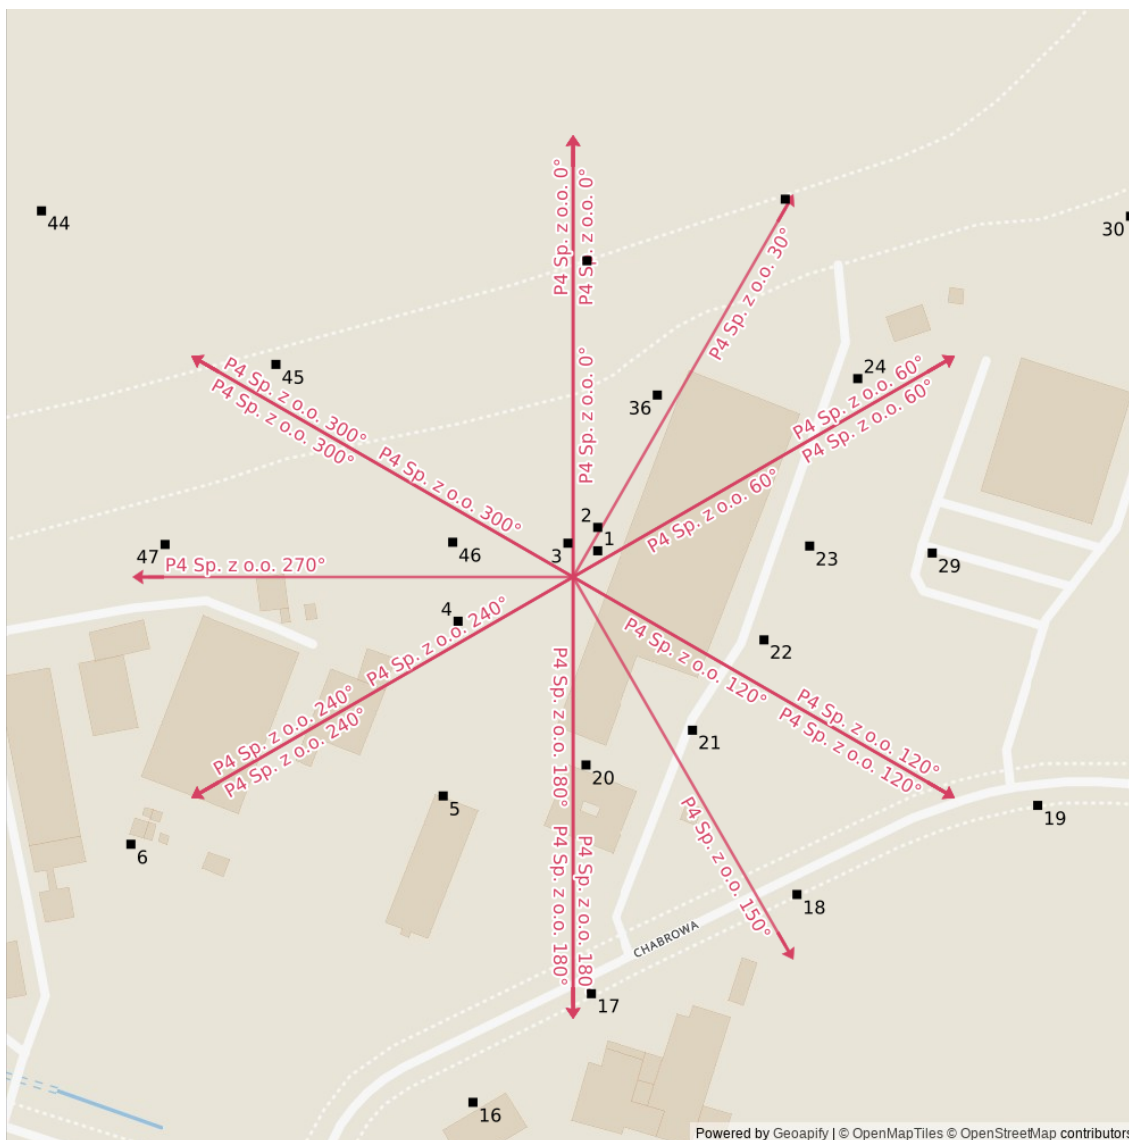 P4 Sp. z o.o. 0°
P4 Sp. z o.o. 0°
44
30
P4 Sp. z o.o. 30°
P4 Sp. z o.o. 0°
45
P4 Sp. z o.o. 300°
P4 Sp. z o.o. 300°
24
P4 Sp. z o.o. 60°
P4 Sp. z o.o. 60°
36
P4 Sp. z o.o. 300°
P4 Sp. z o.o. 60°
2
1
3
46
47
23
29
P4 Sp. z o.o. 270°
4
P4 Sp. z o.o. 240°
P4 Sp. z o.o. 120°
22
P4 Sp. z o.o. 240°
P4 Sp. z o.o. 240°
P4 Sp. z o.o. 180°
21
P4 Sp. z o.o. 120°
P4 Sp. z o.o. 120°
20
5
19
6
P4 Sp. z o.o. 180°
P4 Sp. z o.o. 180
P4 Sp. z o.o. 150°
18
CHABROWA
17
16
Powered by Geoapify | © OpenMapTiles © OpenStreetMap contributors